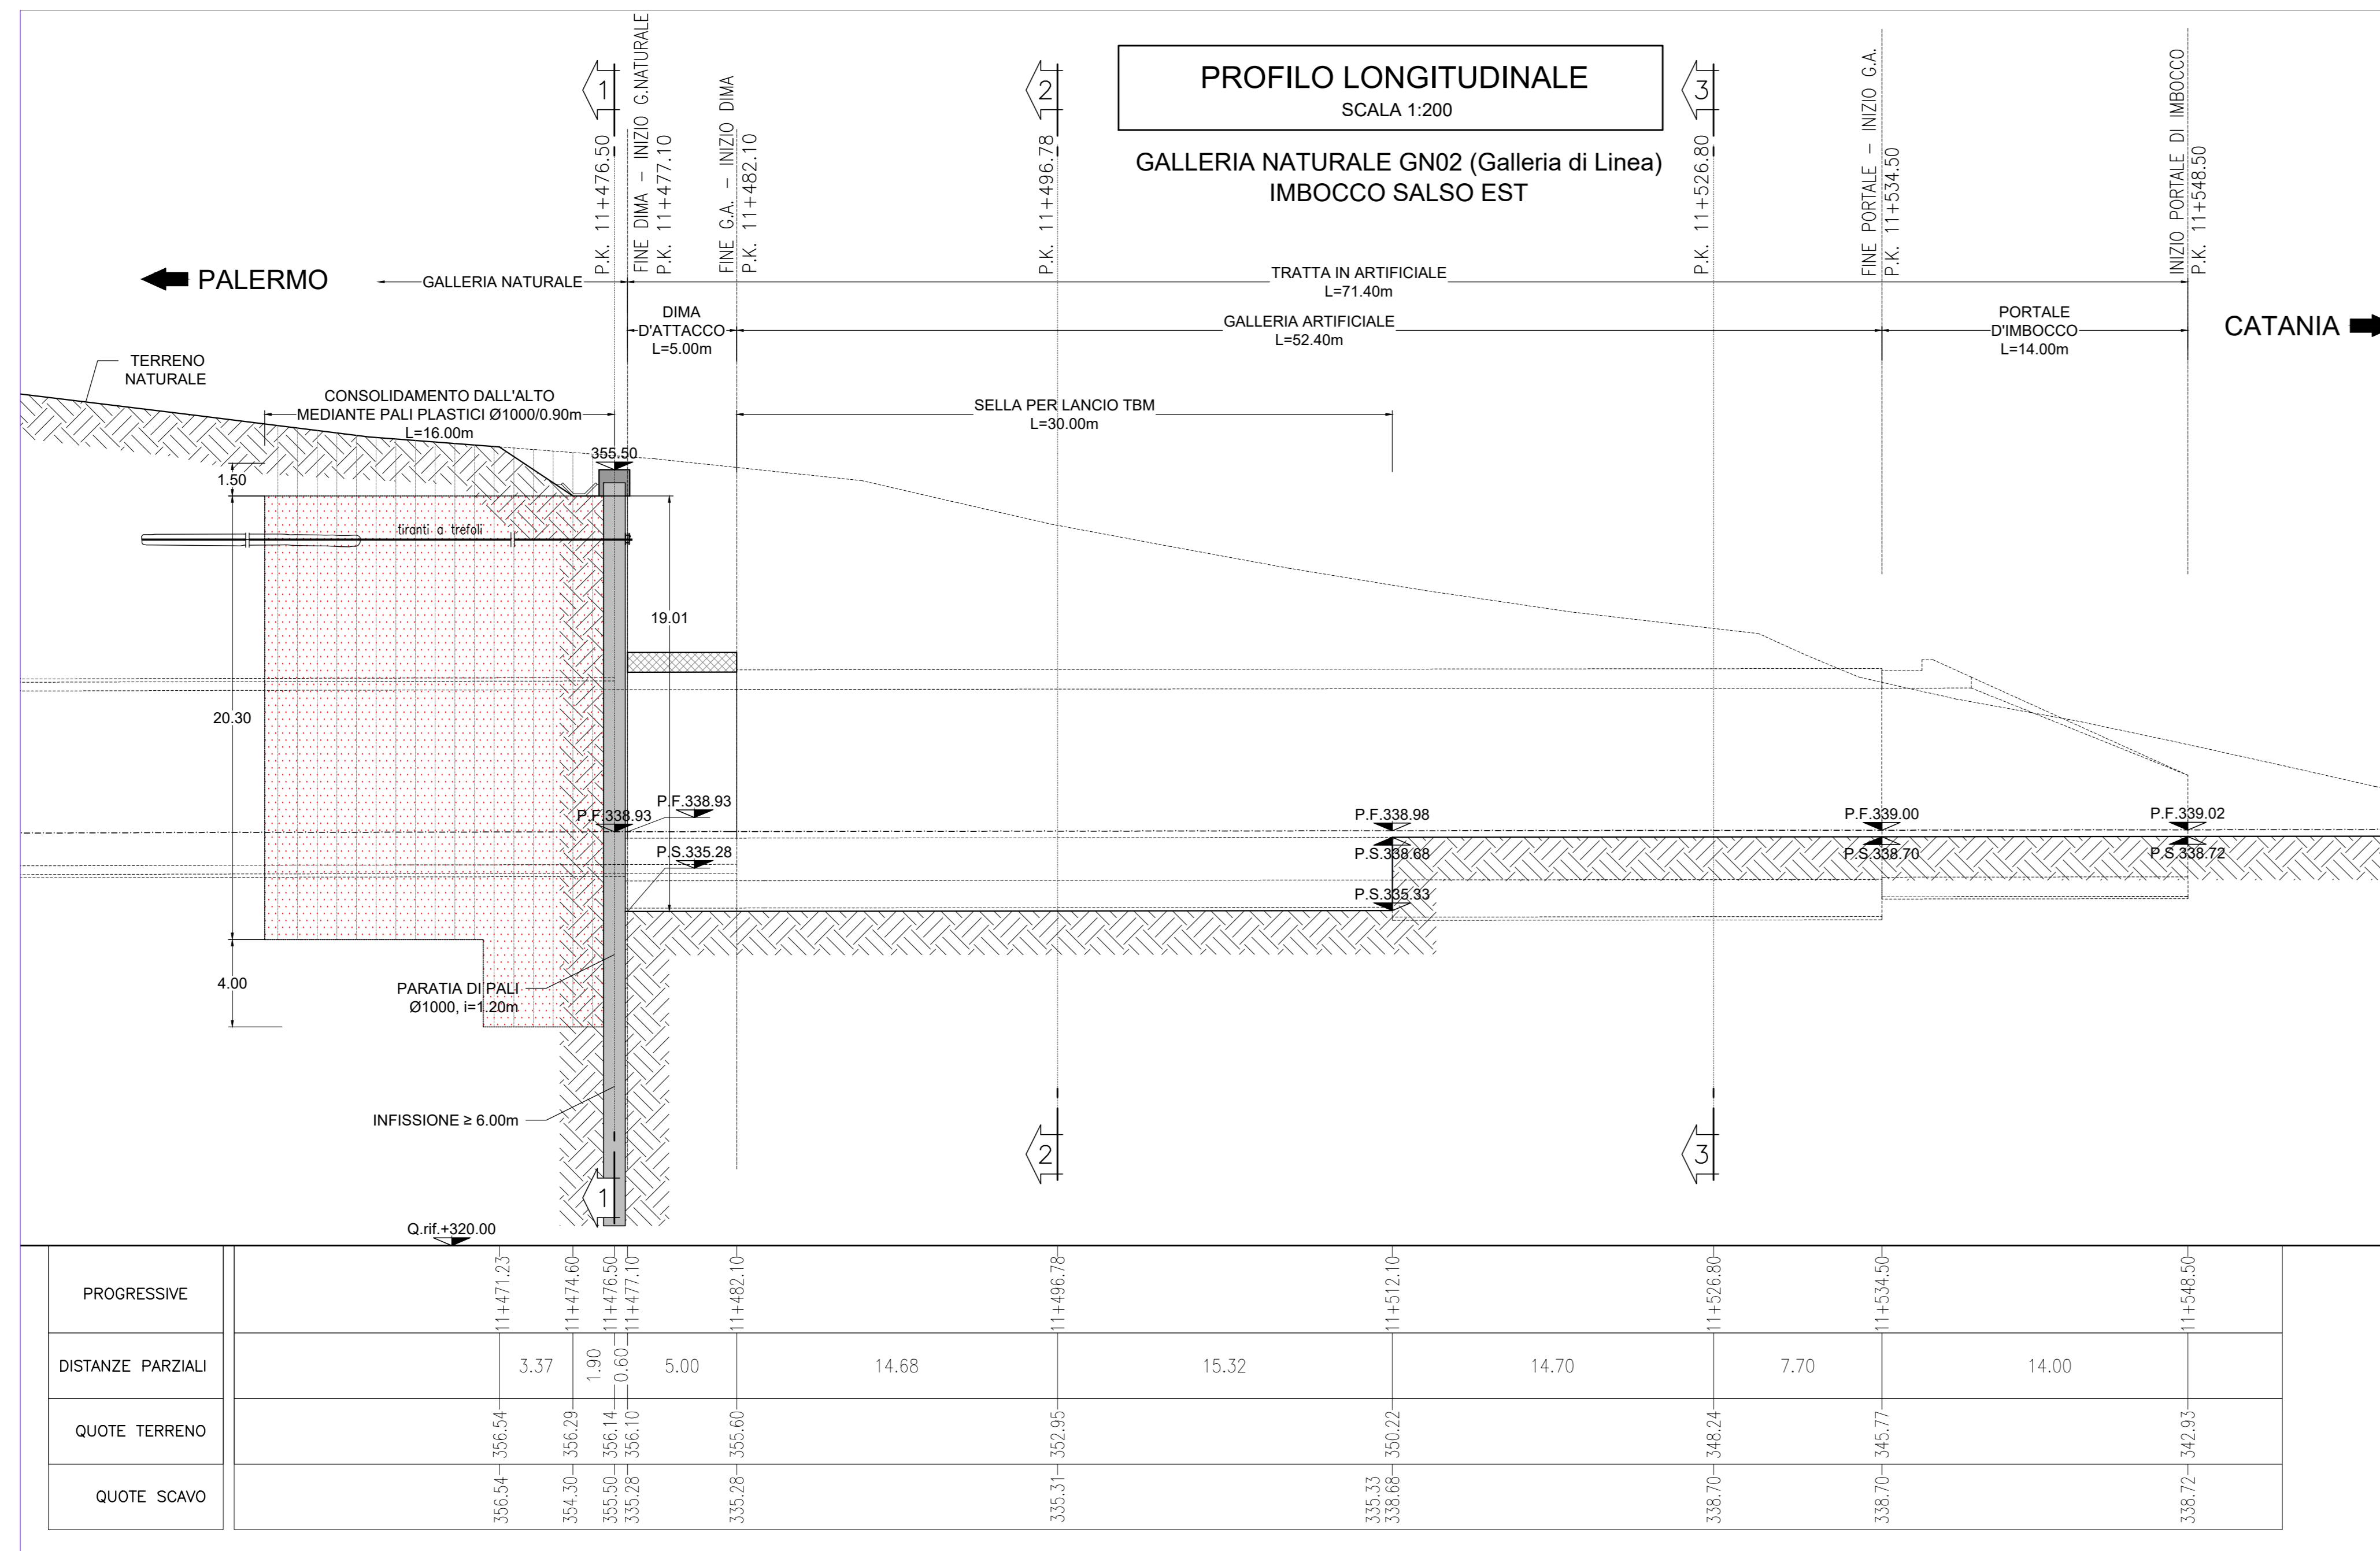 PROFILO LONGITUDINALE
SCALA 1:200
GALLERIA NATURALE GN02 (Galleria di Linea)
IMBOCCO SALSO EST
1
2
3
P.K. 11+476.50
FINE DIMA - INIZIO G.NATURALE
P.K. 11+477.10
FINE G.A. - INIZIO DIMA
P.K. 11+482.10
P.K. 11+496.78
P.K. 11+526.80
FINE PORTALE - INIZIO G.A.
P.K. 11+534.50
INIZIO PORTALE DI IMBOCCO
P.K. 11+548.50
PALERMO
CATANIA
GALLERIA NATURALE
TRATTA IN ARTIFICIALE
L=71.40m
DIMA
D'ATTACCO
L=5.00m
GALLERIA ARTIFICIALE
L=52.40m
PORTALE
D'IMBOCCO
L=14.00m
TERRENO
NATURALE
CONSOLIDAMENTO DALL'ALTO
MEDIANTE PALI PLASTICI Ø1000/0.90m
L=16.00m
SELLA PER LANCIO TBM
L=30.00m
355.50
1.50
tiranti a trefoli
19.01
20.30
P.F.338.93
P.F.338.93
P.S.335.28
P.F.338.98
P.S.338.68
P.S.335.33
P.F.339.00
P.S.338.70
P.F.339.02
P.S.338.72
4.00
PARATIA DI PALI
Ø1000, i=1.20m
INFISSIONE ≥ 6.00m
1
2
3
Q.rif.+320.00
PROGRESSIVE 11+471.23 11+474.60 11+476.50 11+477.10 11+482.10 11+496.78 11+512.10 11+526.80 11+534.50 11+548.50
DISTANZE PARZIALI 3.37 1.90 0.60 5.00 14.68 15.32 14.70 7.70 14.00
QUOTE TERRENO 356.54 356.29 356.14 356.10 355.60 352.95 350.22 348.24 345.77 342.93
QUOTE SCAVO 356.54 354.30 355.50 335.28 335.28 335.31 335.33 338.68 338.70 338.70 338.72